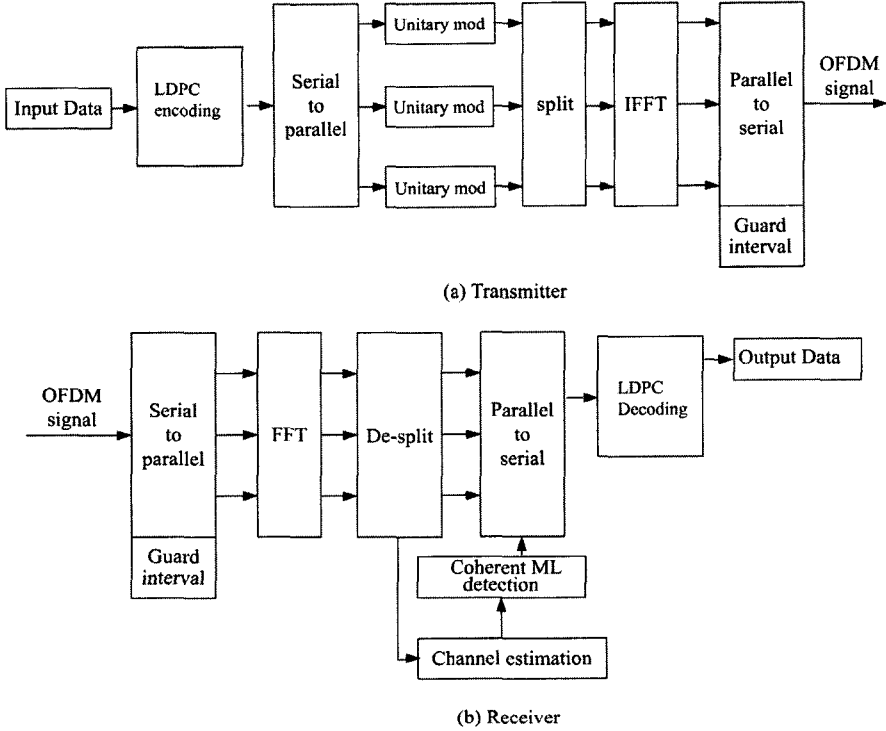 Unitary mod
Input Data
LDPC
encoding
Serial
to
parallel
Unitary mod
Unitary mod
split
IFFT
Parallel
to
serial
Guard
interval
OFDM
signal
(a) Transmitter
OFDM
signal
Serial
to
parallel
Guard
interval
FFT
De-split
Parallel
to
serial
LDPC
Decoding
Output Data
Coherent ML
detection
Channel estimation
(b) Receiver